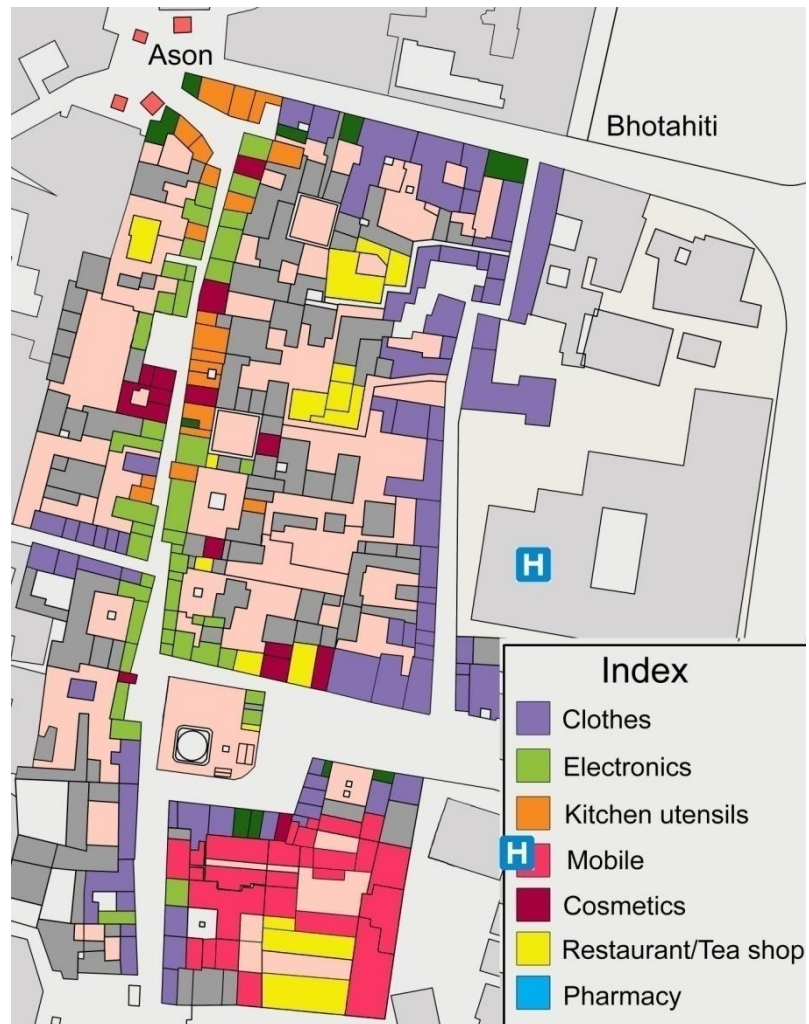 Ason
Bhotahiti
H
Index
Clothes
Electronics
Kitchen utensils
H
Mobile
Cosmetics
Restaurant/Tea shop
Pharmacy